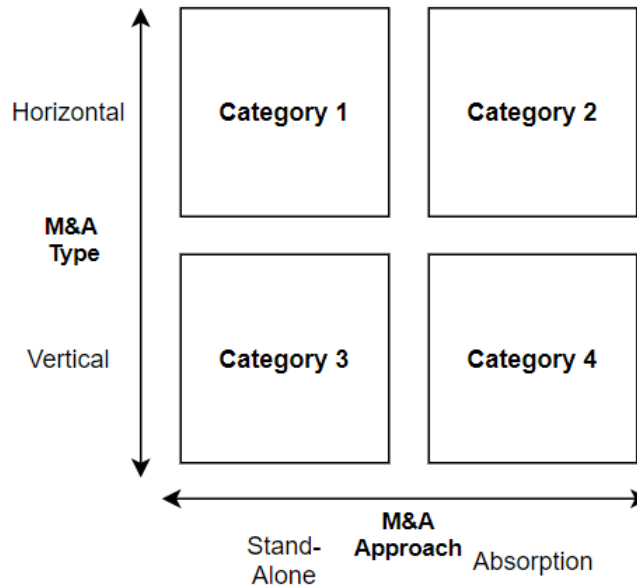 Horizontal
Category 1
Category 2
M&A
Type
Vertical
Category 3
Category 4
M&A
Approach
Stand-
Alone
Absorption